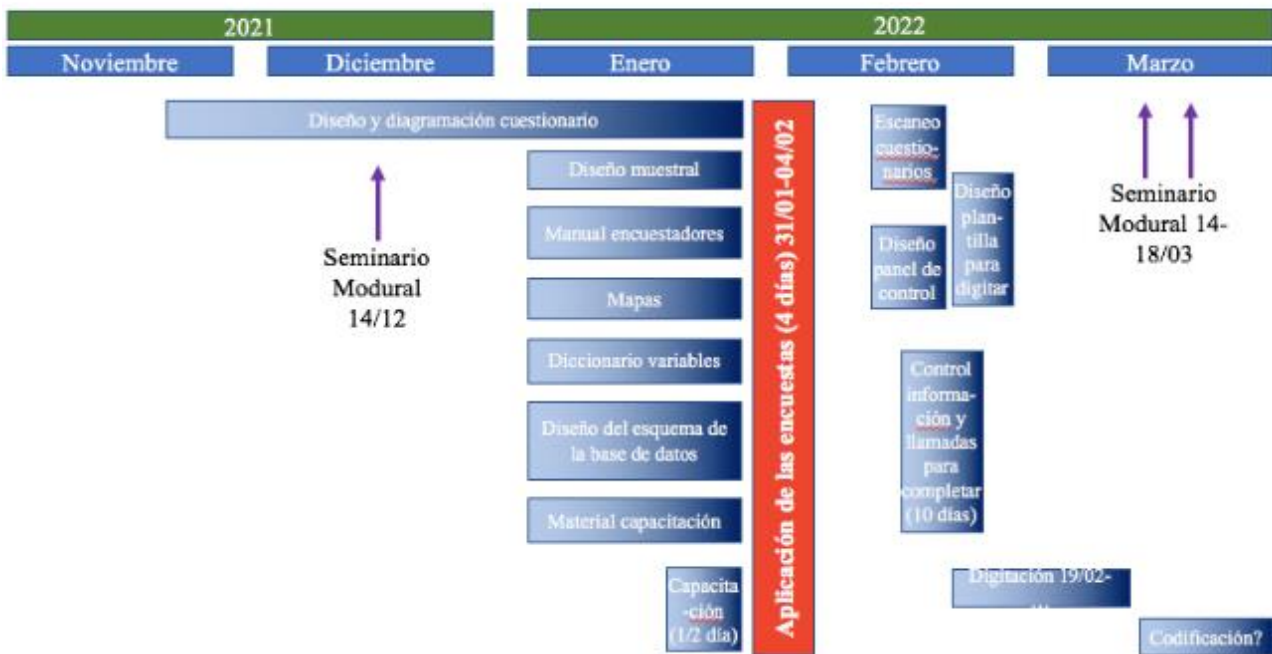 2021
2022
Noviembre
Diciembre
Enero
Febrero
Marzo
Diseño y diagramación cuestionario
Seminario
Modural
14/12
Diseño muestral
Manual encuestadores
Mapas
Diccionario variables
Diseño del esquema de
la base de datos
Material capacitación
Capacita
-ción
(1/2 día)
Aplicación de las encuestas (4 días) 31/01-04/02
Escaneo
cuestio-
narios
Diseño
panel de
control
Diseño
plan-
tilla
para
digitar
Control
informa-
ción y
llamadas
para
completar
(10 días)
Digitación 19/02-
...
Codificación?
Seminario
Modural 14-
18/03